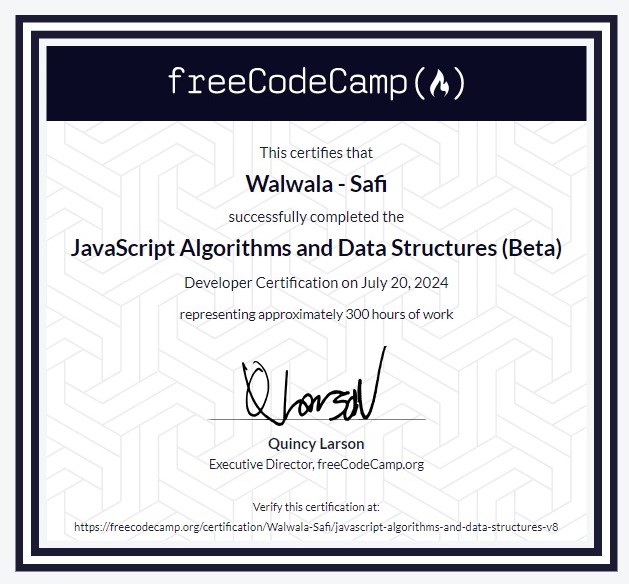 freeCodeCamp
This certifies that
Walwala - Safi
successfully completed the
JavaScript Algorithms and Data Structures (Beta)
Developer Certification on July 20, 2024
representing approximately 300 hours of work
QLarson
Quincy Larson
Executive Director, freeCodeCamp.org
Verify this certification at:
https://freecodecamp.org/certification/Walwala-Safi/javascript-algorithms-and-data-structures-v8